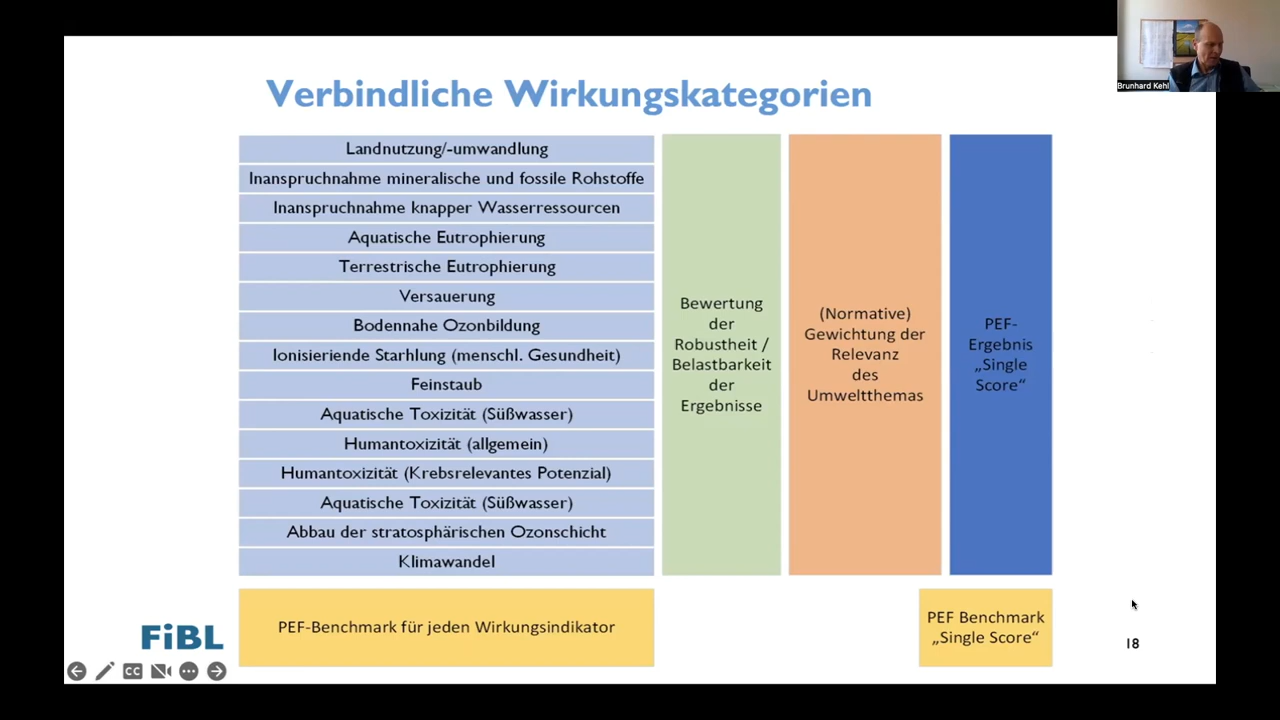 Brunhard Kehl
Verbindliche Wirkungskategorien
Landnutzung/-umwandlung
Inanspruchnahme mineralische und fossile Rohstoffe
Inanspruchnahme knapper Wasserressourcen
Aquatische Eutrophierung
Terrestrische Eutrophierung
Versauerung
Bodennahe Ozonbildung
Ionisieriende Starhlung (menschl. Gesundheit)
Feinstaub
Aquatische Toxizität (Süßwasser)
Humantoxizität (allgemein)
Humantoxizität (Krebsrelevantes Potenzial)
Aquatische Toxizität (Süßwasser)
Abbau der stratosphärischen Ozonschicht
Klimawandel
Bewertung
der
Robustheit /
Belastbarkeit
der
Ergebnisse
(Normative)
Gewichtung der
Relevanz
des
Umweltthemas
PEF-
Ergebnis
„Single
Score“
PEF-Benchmark für jeden Wirkungsindikator
PEF Benchmark
„Single Score“
FiBL
18
CC